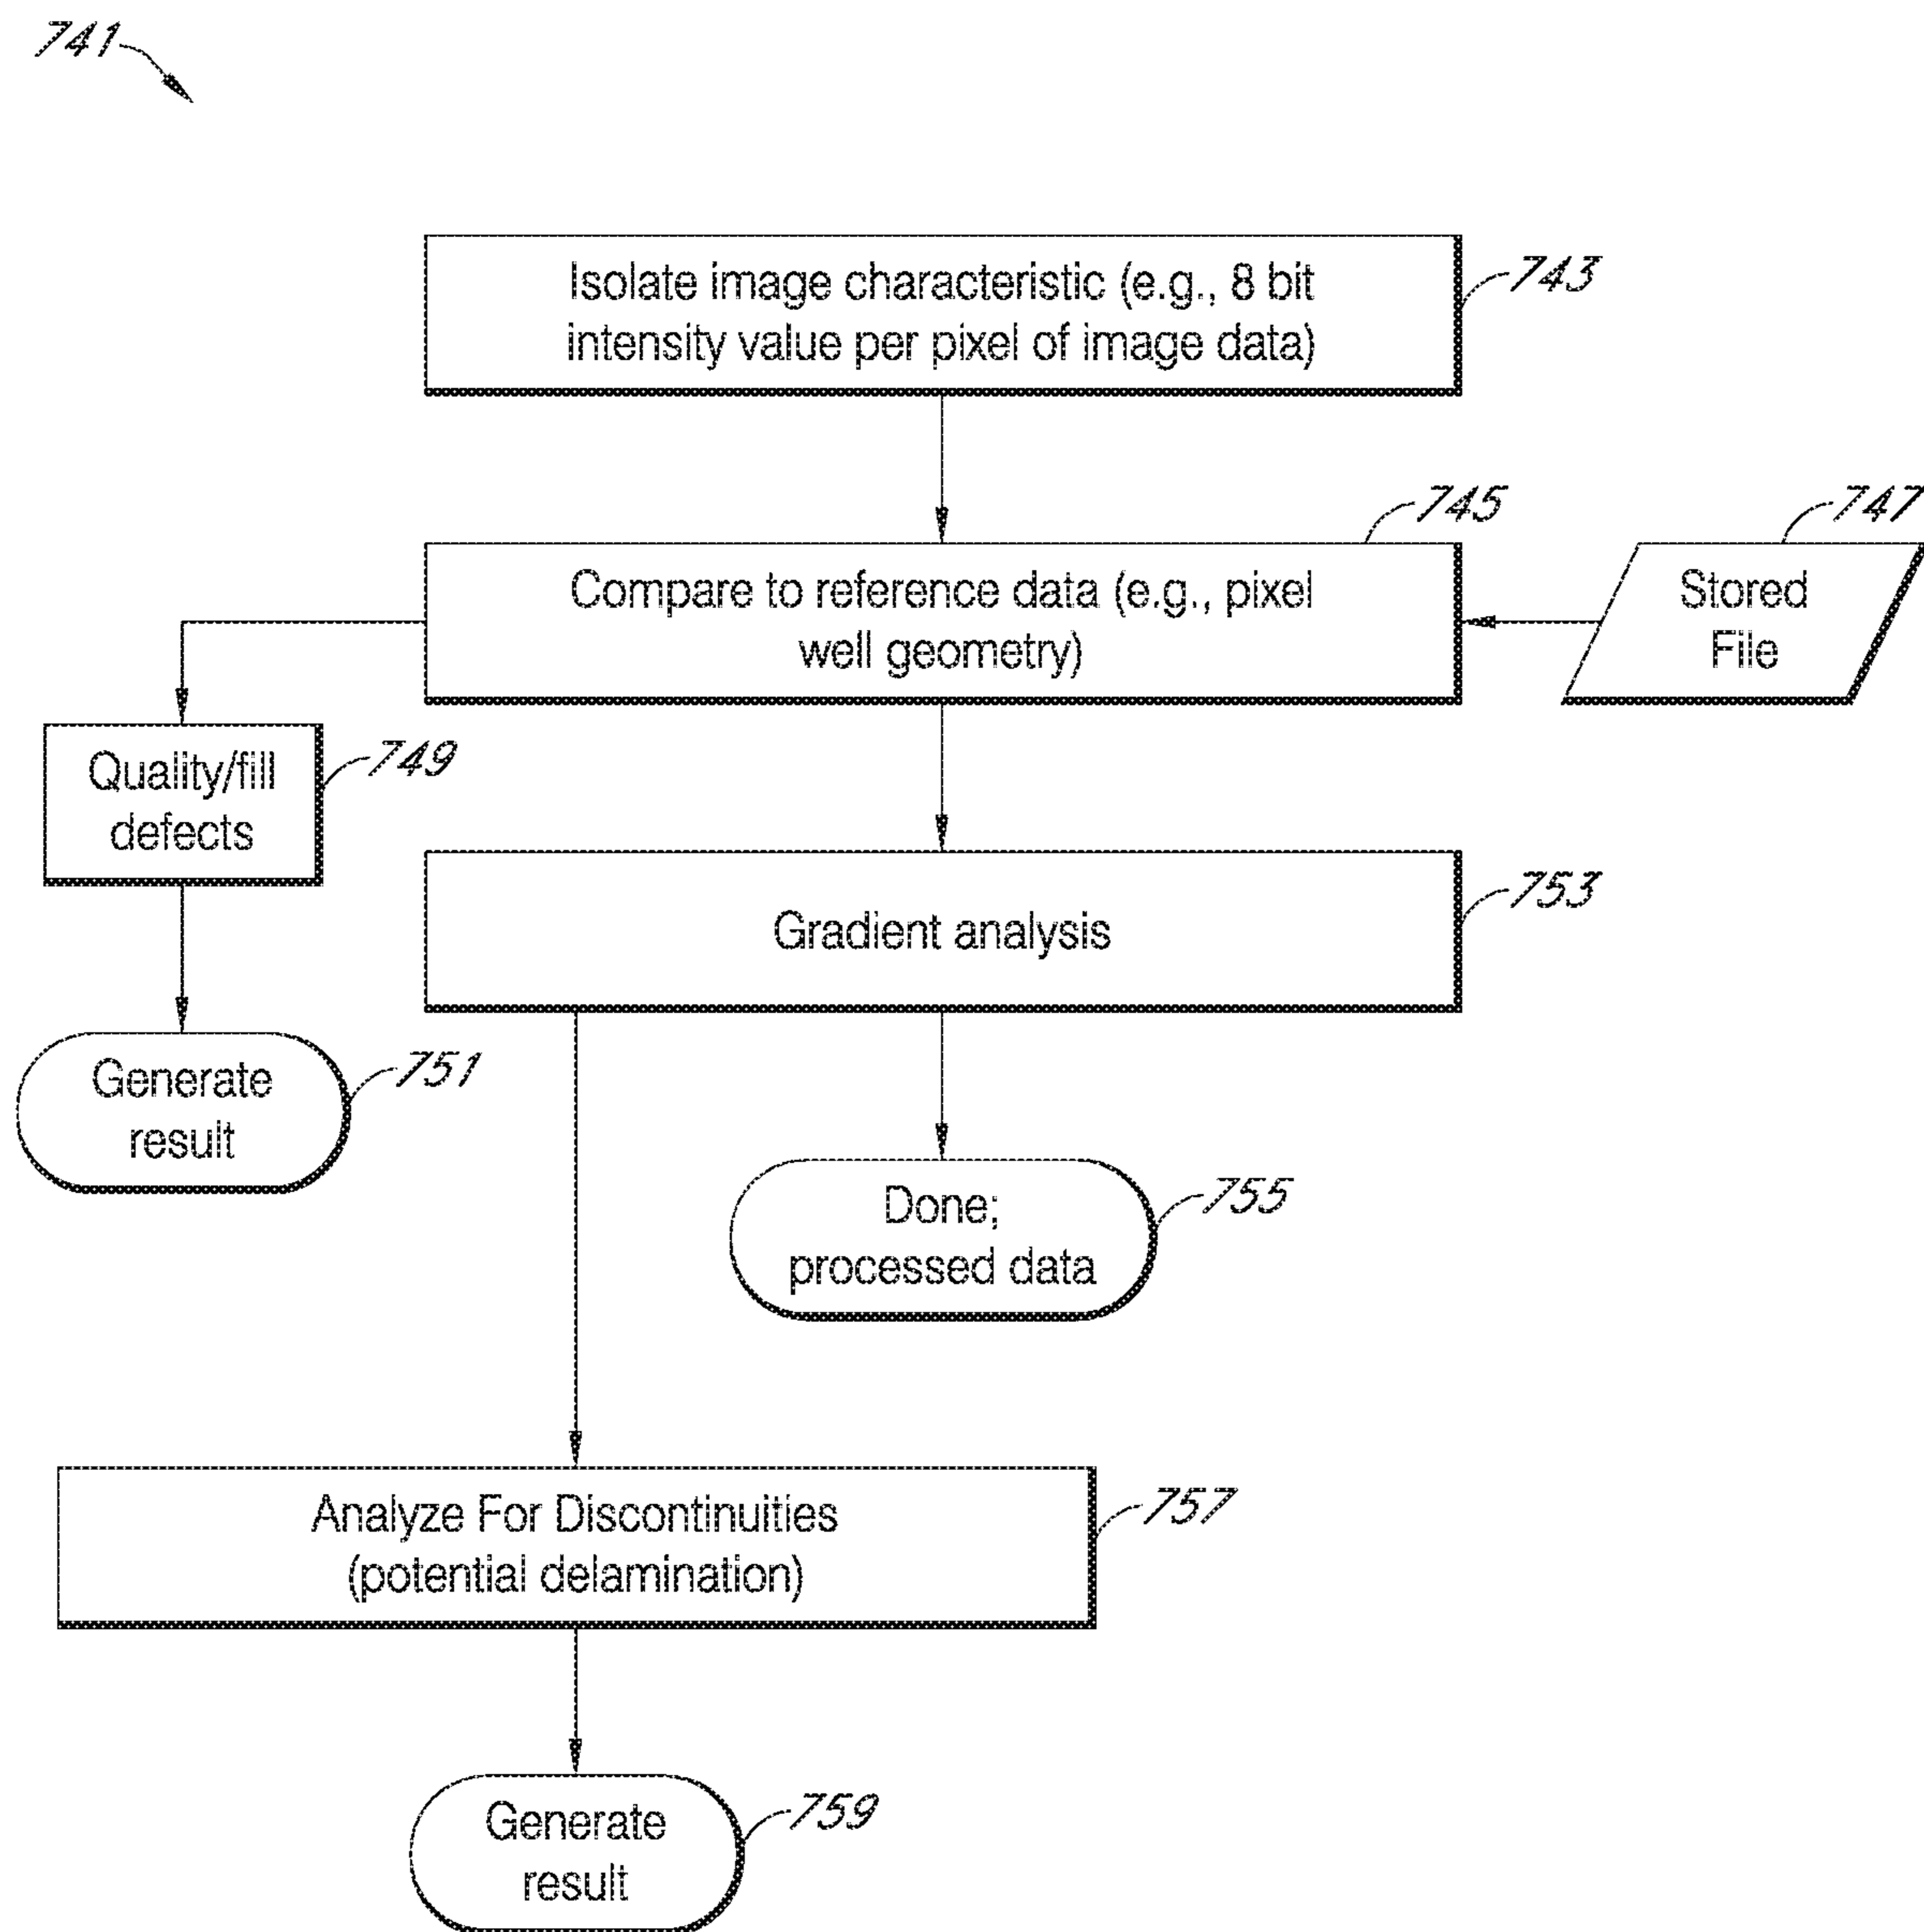 741
Isolate image characteristic (e.g., 8 bit
intensity value per pixel of image data)
743
745
747
Compare to reference data (e.g., pixel
well geometry)
Stored
File
Quality/fill
defects
749
Gradient analysis
753
Generate
result
751
Done;
processed data
755
Analyze For Discontinuities
(potential delamination)
757
Generate
result
759